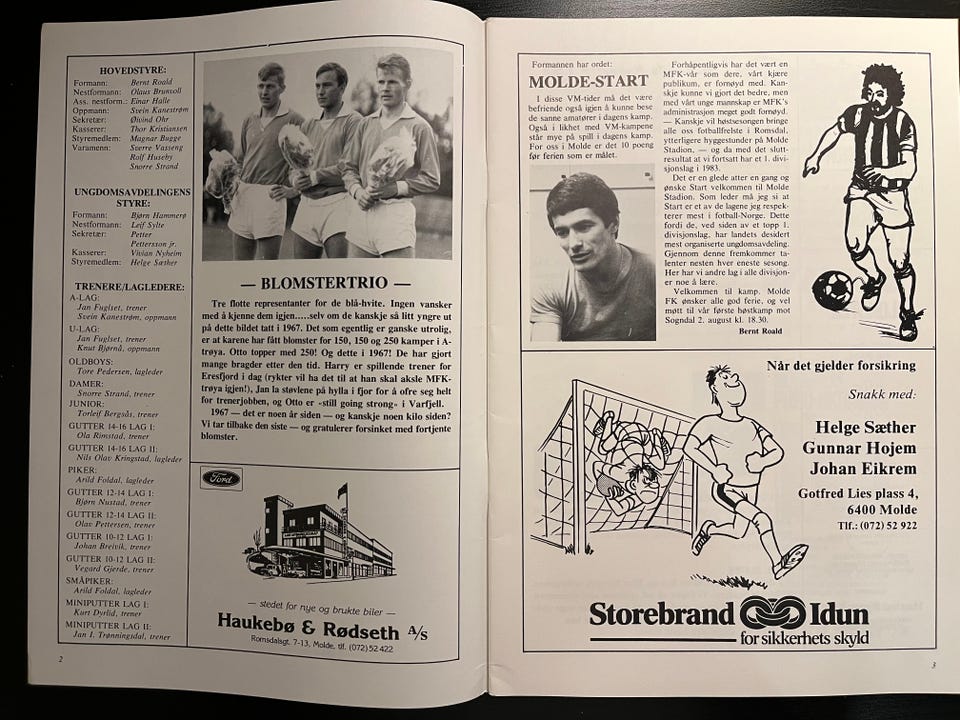 HOVEDSTYRE:
Formann: Bernt Roald
Nestformann: Olaus Brunvoll
Ass. nestform.: Einar Halle
Oppmann: Svein Kanestrøm
Sekretær: Øivind Ohr
Kasserer: Thor Kristiansen
Styremedlem: Magnar Bugge
Varamenn: Sverre Vasseng
Rolf Huseby
Snorre Strand
UNGDOMSAVDELINGENS
STYRE:
Formann: Bjørn Hammerø
Nestformann: Leif Sylte
Sekretær: Petter
Pettersson jr.
Kasserer: Vivian Nyheim
Styremedlem: Helge Sæther
TRENERE/LAGLEDERE:
A-LAG:
Jan Fuglset, trener
Svein Kanestrøm, oppmann
U-LAG:
Jan Fuglset, trener
Knut Bjørnå, oppmann
OLDBOYS:
Tore Pedersen, lagleder
DAMER:
Snorre Strand, trener
JUNIOR:
Torleif Bergsås, trener
GUTTER 14-16 LAG I:
Ola Rimstad, trener
GUTTER 14-16 LAG II:
Nils Olav Kringstad, lagleder
PIKER:
Arild Foldal, lagleder
GUTTER 12-14 LAG I:
Bjørn Nustad, trener
GUTTER 12-14 LAG II:
Olav Pettersen, trener
GUTTER 10-12 LAG I:
Johan Breivik, trener
GUTTER 10-12 LAG II:
Vegard Gjerde, trener
SMÅPIKER:
Arild Foldal, lagleder
MINIPUTTER LAG I:
Kurt Dyrlid, trener
MINIPUTTER LAG II:
Jan I. Trønningsdal, trener
2
— BLOMSTERTRIO —
Tre flotte representanter for de blå-hvite. Ingen vansker
med å kjenne dem igjen.....selv om de kanskje så litt yngre ut
på dette bildet tatt i 1967. Det som egentlig er ganske utrolig,
er at karene har fått blomster for 150, 150 og 250 kamper i A-
trøya. Otto topper med 250! Og dette i 1967! De har gjort
mange bragder etter den tid. Harry er spillende trener for
Eresfjord i dag (rykter vil ha det til at han skal aksle MFK-
trøya igjen!), Jan la støvlene på hylla i fjor for å ofre seg helt
for trenerjobben, og Otto er «still going strong» i Varfjell.
1967 — det er noen år siden — og kanskje noen kilo siden?
Vi tar tilbake den siste — og gratulerer forsinket med fortjente
blomster.
Ford
— stedet for nye og brukte biler —
Haukebø & Rødseth A/s
Romsdalsgt. 7-13, Molde, tlf. (072) 52 422
Formannen har ordet:
MOLDE-START
I disse VM-tider må det være
befriende også igjen å kunne bese
de sanne amatører i dagens kamp.
Også i likhet med VM-kampene
står mye på spill i dagens kamp.
For oss i Molde er det 10 poeng
før ferien som er målet.
Forhåpentligvis har det vært en
MFK-vår som dere, vårt kjære
publikum, er fornøyd med. Kan-
skje kunne vi gjort det bedre, men
med vårt unge mannskap er MFK's
administrasjon meget godt fornøyd.
— Kanskje vil høstsesongen bringe
alle oss fotballfrelste i Romsdal,
ytterligere hyggestunder på Molde
Stadion, — og da med det slutt-
resultat at vi fortsatt har et 1. divi-
sjonslag i 1983.
Det er en glede atter en gang og
ønske Start velkommen til Molde
Stadion. Som leder må jeg si at
Start er et av de lagene jeg respek-
terer mest i fotball-Norge. Dette
fordi de, ved siden av et topp 1.
divisjonslag, har landets desidert
mest organiserte ungdomsavdeling.
Gjennom denne fremkommer ta-
lenter nesten hver eneste sesong.
Her har vi andre lag i alle divisjon-
er noe å lære.
Velkommen til kamp. Molde
FK ønsker alle god ferie, og vel
møtt til vår første høstkamp mot
Sogndal 2. august kl. 18.30.
Bernt Roald
Når det gjelder forsikring
Snakk med:
Helge Sæther
Gunnar Hojem
Johan Eikrem
Gotfred Lies plass 4,
6400 Molde
Tlf.: (072) 52 922
Storebrand Idun
for sikkerhets skyld
3